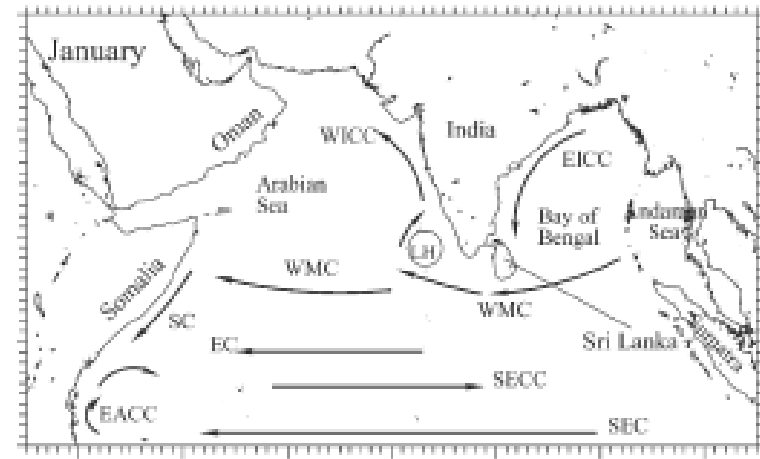 January
Oman
WICC
India
EICC
Arabian
Sea
Bay of
Bengal
Andaman
Sea
LH
WMC
Somalia
WMC
SC
Sri Lanka
Sumatra
EC
SECC
EACC
SEC